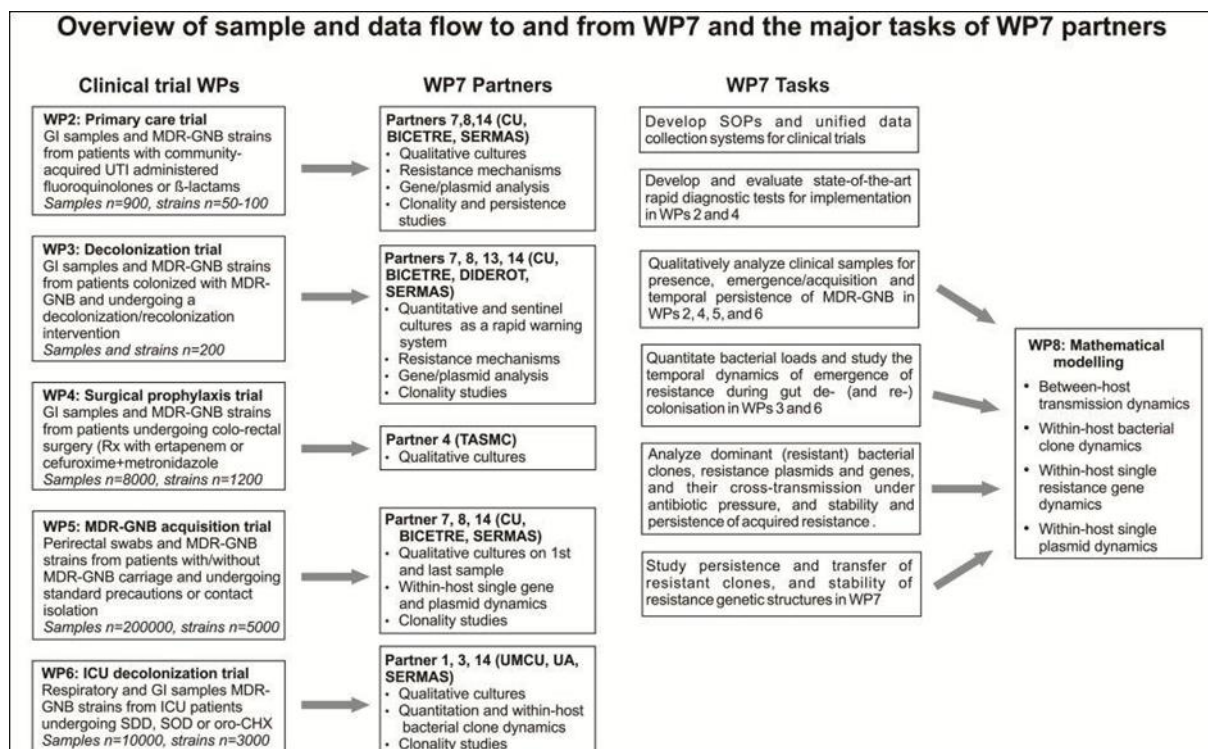 Overview of sample and data flow to and from WP7 and the major tasks of WP7 partners
Clinical trial WPs
WP2: Primary care trial
GI samples and MDR-GNB strains
from patients with community-
acquired UTI administered
fluoroquinolones or ß-lactams
Samples n=900, strains n=50-100
WP3: Decolonization trial
GI samples and MDR-GNB strains
from patients colonized with MDR-
GNB and undergoing a
decolonization/recolonization
intervention
Samples and strains n=200
WP4: Surgical prophylaxis trial
GI samples and MDR-GNB strains
from patients undergoing colo-rectal
surgery (Rx with ertapenem or
cefuroxime+metronidazole
Samples n=8000, strains n=1200
WP5: MDR-GNB acquisition trial
Perirectal swabs and MDR-GNB
strains from patients with/without
MDR-GNB carriage and undergoing
standard precautions or contact
isolation
Samples n=200000, strains n=5000
WP6: ICU decolonization trial
Respiratory and GI samples MDR-
GNB strains from ICU patients
undergoing SDD, SOD or oro-CHX
Samples n=10000, strains n=3000
WP7 Partners
Partners 7,8,14 (CU,
BICETRE, SERMAS)
• Qualitative cultures
• Resistance mechanisms
• Gene/plasmid analysis
• Clonality and persistence
studies
Partners 7, 8, 13, 14 (CU,
BICETRE, DIDEROT,
SERMAS)
• Quantitative and sentinel
cultures as a rapid warning
system
• Resistance mechanisms
• Gene/plasmid analysis
• Clonality studies
Partner 4 (TASMC)
• Qualitative cultures
Partner 7, 8, 14 (CU,
BICETRE, SERMAS)
• Qualitative cultures on 1st
and last sample
• Within-host single gene
and plasmid dynamics
• Clonality studies
Partner 1, 3, 14 (UMCU, UA,
SERMAS)
• Qualitative cultures
• Quantitation and within-host
bacterial clone dynamics
• Clonality studies
WP7 Tasks
Develop SOPs and unified data
collection systems for clinical trials
Develop and evaluate state-of-the-art
rapid diagnostic tests for implementation
in WPs 2 and 4
Qualitatively analyze clinical samples for
presence, emergence/acquisition and
temporal persistence of MDR-GNB in
WPs 2, 4, 5, and 6
Quantitate bacterial loads and study the
temporal dynamics of emergence of
resistance during gut de- (and re-)
colonisation in WPs 3 and 6
Analyze dominant (resistant) bacterial
clones, resistance plasmids and genes,
and their cross-transmission under
antibiotic pressure, and stability and
persistence of acquired resistance .
Study persistence and transfer of
resistant clones, and stability of
resistance genetic structures in WP7
WP8: Mathematical
modelling
• Between-host
transmission dynamics
• Within-host bacterial
clone dynamics
• Within-host single
resistance gene
dynamics
• Within-host single
plasmid dynamics